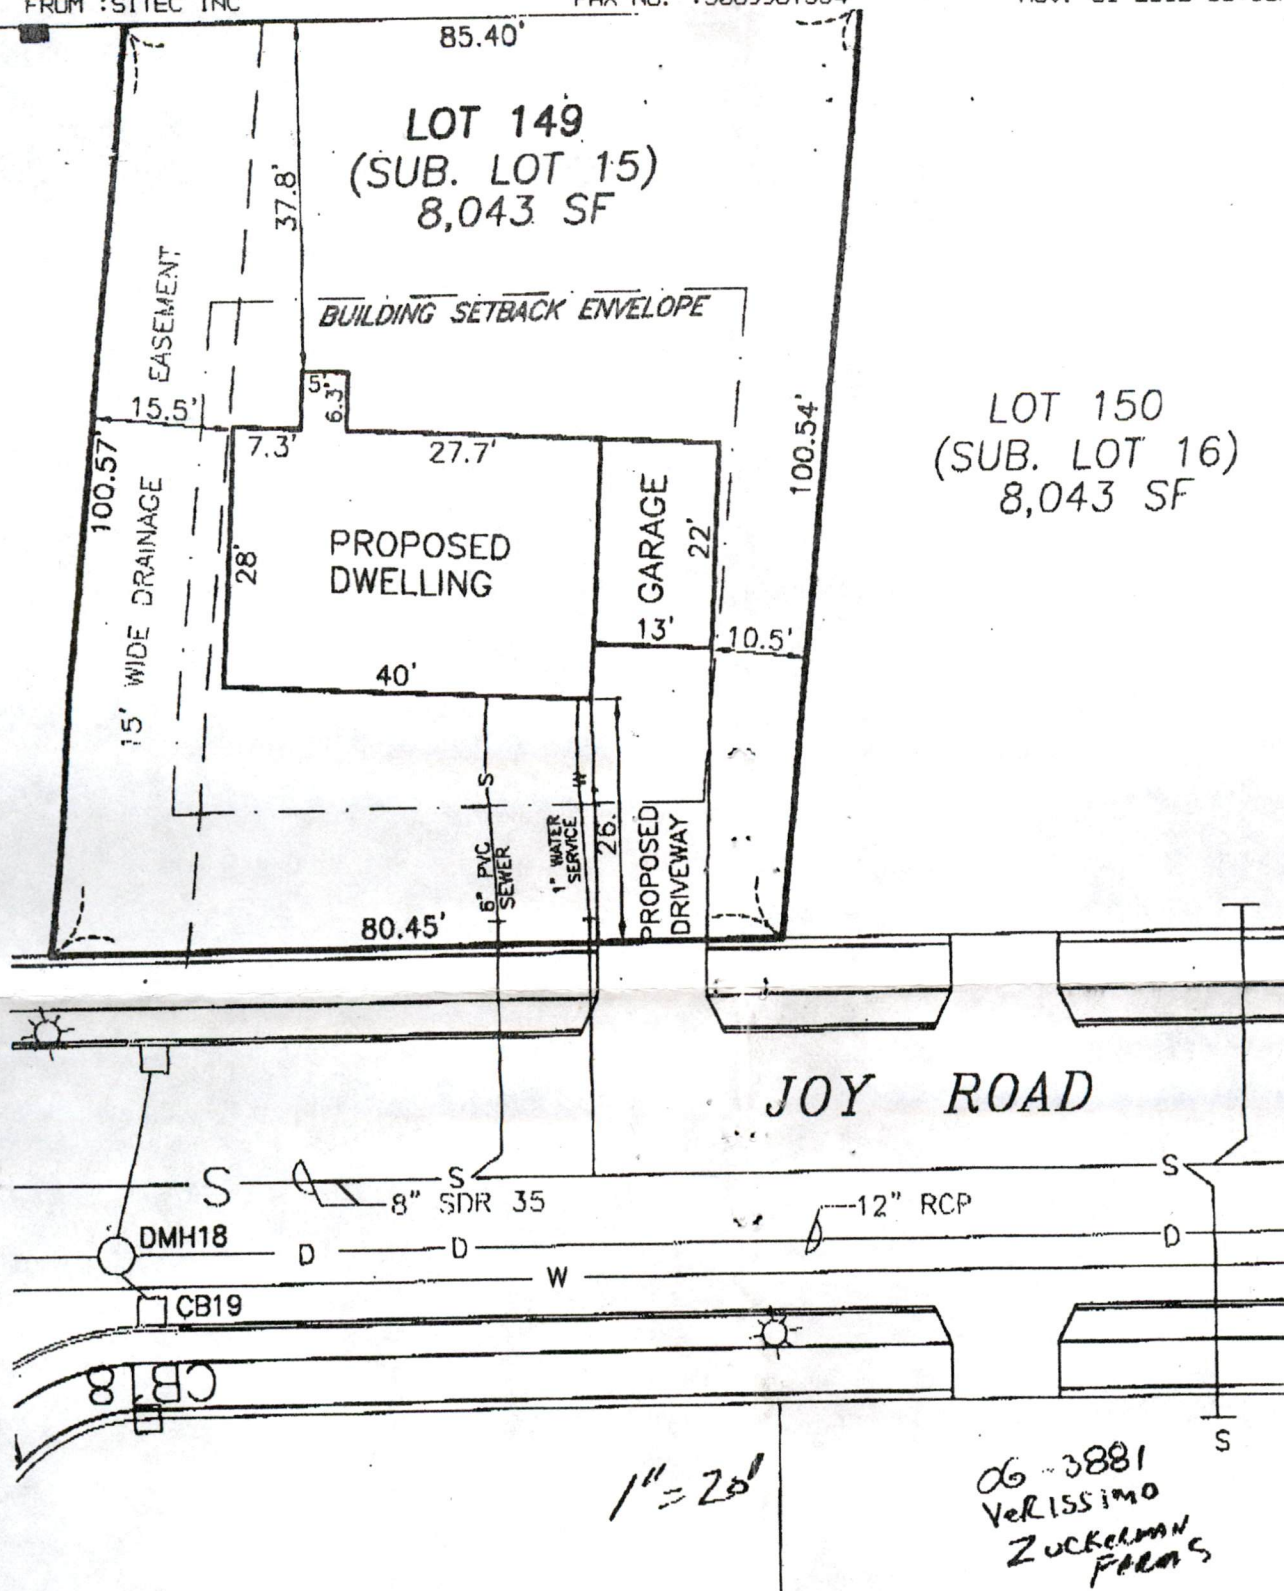 FROM :SITEC INC
FAX NO. :
85.40'
LOT 149
(SUB. LOT 15)
8,043 SF
37.8'
BUILDING SETBACK ENVELOPE
15' WIDE DRAINAGE EASEMENT
15.5'
5'
6.3'
7.3'
27.7'
100.57'
100.54'
LOT 150
(SUB. LOT 16)
8,043 SF
28'
PROPOSED
DWELLING
GARAGE
22'
13'
10.5'
40'
S
W
6" PVC
SEWER
1" WATER
SERVICE
26.
PROPOSED
DRIVEWAY
80.45'
JOY ROAD
S
S
S
8" SDR 35
12" RCP
DMH18
D
D
D
W
CB19
CB
8
S
1"=20'
06-3881
VERISSIMO
ZUCKERMAN
FARMS